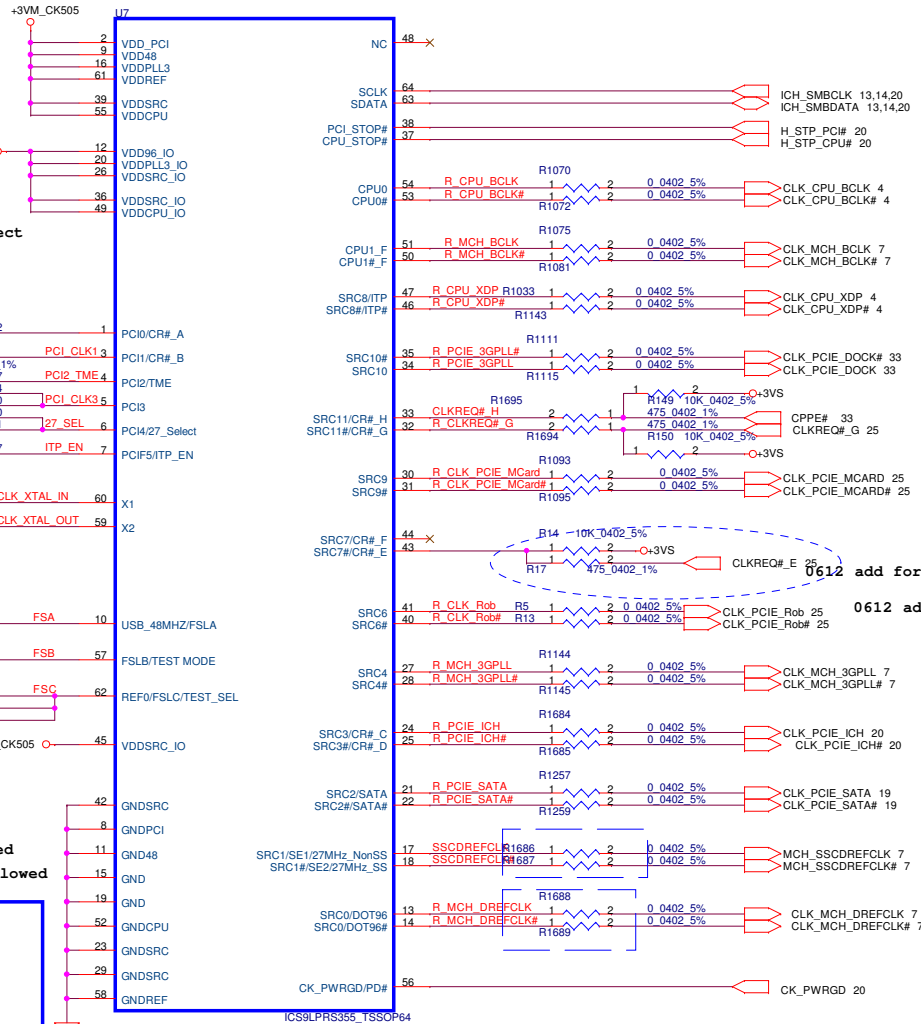 +3VM_CK505
U7
2 VDD_PCI
9 VDD48
16 VDDPLL3
61 VDDREF
39 VDDSRC
55 VDDCPU
12 VDD96_IO
20 VDDPLL3_IO
26 VDDSRC_IO
36 VDDSRC_IO
49 VDDCPU_IO
ect
2
1 PCI0/CR#_A
PCI_CLK1 3 PCI1/CR#_B
1%
PCI2_TME 4 PCI2/TME
PCI_CLK3 5 PCI3
27_SEL 6 PCI4/27_Select
ITP_EN 7 PCIF5/ITP_EN
CLK_XTAL_IN 60 X1
CLK_XTAL_OUT 59 X2
FSA 10 USB_48MHZ/FSLA
FSB 57 FSLB/TEST MODE
FSC 62 REF0/FSLC/TEST_SEL
_CK505 45 VDDSRC_IO
42 GNDSRC
8 GNDPCI
11 GND48
15 GND
19 GND
52 GNDCPU
23 GNDSRC
29 GNDSRC
58 GNDREF
ed
lowed
NC 48
SCLK 64 ICH_SMBCLK 13,14,20
SDATA 63 ICH_SMBDATA 13,14,20
PCI_STOP# 38 H_STP_PCI# 20
CPU_STOP# 37 H_STP_CPU# 20
R1070
CPU0 54 R_CPU_BCLK 1 2 0_0402_5% CLK_CPU_BCLK 4
CPU0# 53 R_CPU_BCLK# 1 2 0_0402_5% CLK_CPU_BCLK# 4
R1072
R1075
CPU1_F 51 R_MCH_BCLK 1 2 0_0402_5% CLK_MCH_BCLK 7
CPU1#_F 50 R_MCH_BCLK# 1 2 0_0402_5% CLK_MCH_BCLK# 7
R1081
SRC8/ITP 47 R_CPU_XDP R1033 1 2 0_0402_5% CLK_CPU_XDP 4
SRC8#/ITP# 46 R_CPU_XDP# 1 2 0_0402_5% CLK_CPU_XDP# 4
R1143
R1111
SRC10# 35 R_PCIE_3GPLL# 1 2 0_0402_5% CLK_PCIE_DOCK# 33
SRC10 34 R_PCIE_3GPLL 1 2 0_0402_5% CLK_PCIE_DOCK 33
R1115
1 2 +3VS
R1695 R149 10K_0402_5%
SRC11/CR#_H 33 CLKREQ#_H 2 1 475_0402_1% CPPE# 33
SRC11#/CR#_G 32 R_CLKREQ#_G 2 1 475_0402_1% CLKREQ#_G 25
R1694 R150 10K_0402_5%
1 2 +3VS
R1093
SRC9 30 R_CLK_PCIE_MCard 1 2 0_0402_5% CLK_PCIE_MCARD 25
SRC9# 31 R_CLK_PCIE_MCard# 1 2 0_0402_5% CLK_PCIE_MCARD# 25
R1095
SRC7/CR#_F 44
R14 10K_0402_5%
SRC7#/CR#_E 43 1 2 +3VS
1 2 CLKREQ#_E 25
R17 475_0402_1%
0612 add for
0612 ad
SRC6 41 R_CLK_Rob R5 1 2 0_0402_5% CLK_PCIE_Rob 25
SRC6# 40 R_CLK_Rob# R13 1 2 0_0402_5% CLK_PCIE_Rob# 25
R1144
SRC4 27 R_MCH_3GPLL 1 2 0_0402_5% CLK_MCH_3GPLL 7
SRC4# 28 R_MCH_3GPLL# 1 2 0_0402_5% CLK_MCH_3GPLL# 7
R1145
R1684
SRC3/CR#_C 24 R_PCIE_ICH 1 2 0_0402_5% CLK_PCIE_ICH 20
SRC3#/CR#_D 25 R_PCIE_ICH# 1 2 0_0402_5% CLK_PCIE_ICH# 20
R1685
R1257
SRC2/SATA 21 R_PCIE_SATA 1 2 0_0402_5% CLK_PCIE_SATA 19
SRC2#/SATA# 22 R_PCIE_SATA# 1 2 0_0402_5% CLK_PCIE_SATA# 19
R1259
SRC1/SE1/27MHz_NonSS 17 SSCDREFCLK R1686 1 2 0_0402_5% MCH_SSCDREFCLK 7
SRC1#/SE2/27MHz_SS 18 SSCDREFCLK# R1687 1 2 0_0402_5% MCH_SSCDREFCLK# 7
R1688
SRC0/DOT96 13 R_MCH_DREFCLK 1 2 0_0402_5% CLK_MCH_DREFCLK 7
SRC0/DOT96# 14 R_MCH_DREFCLK# 1 2 0_0402_5% CLK_MCH_DREFCLK# 7
R1689
CK_PWRGD/PD# 56 CK_PWRGD 20
ICS9LPRS355_TSSOP64